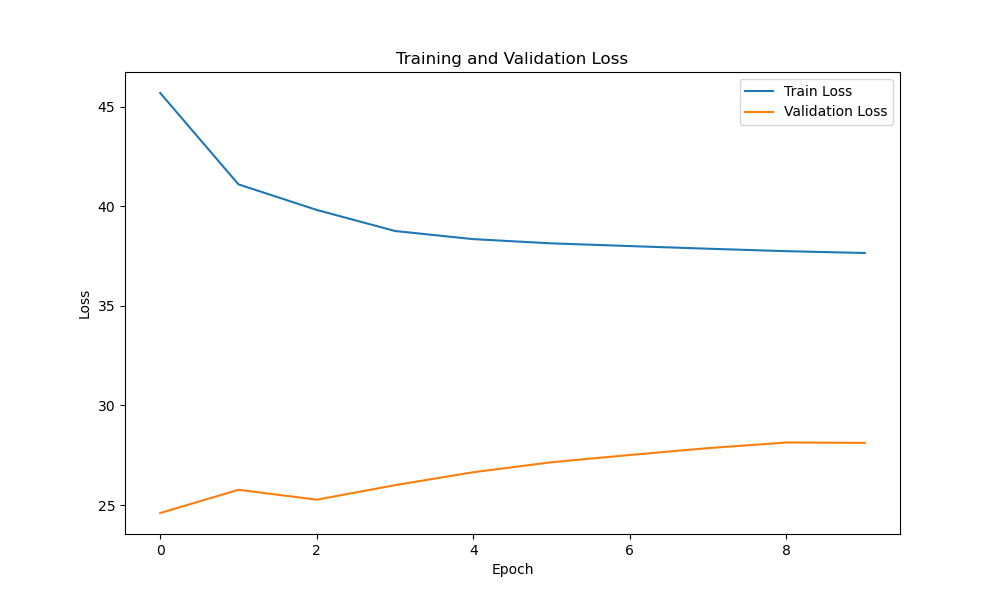 Training and Validation Loss
Train Loss
Validation Loss
45
40
35
30
25
Loss
0 2 4 6 8
Epoch